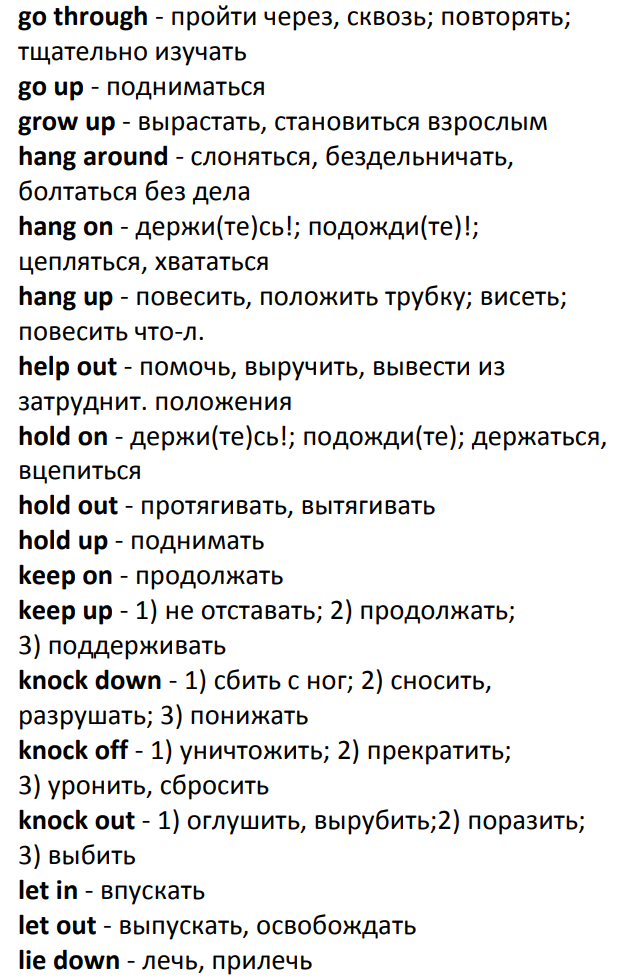 go through - пройти через, сквозь; повторять;
тщательно изучать
go up - подниматься
grow up - вырастать, становиться взрослым
hang around - слоняться, бездельничать,
болтаться без дела
hang on - держи(те)сь!; подожди(те)!;
цепляться, хвататься
hang up - повесить, положить трубку; висеть;
повесить что-л.
help out - помочь, выручить, вывести из
затруднит. положения
hold on - держи(те)сь!; подожди(те); держаться,
вцепиться
hold out - протягивать, вытягивать
hold up - поднимать
keep on - продолжать
keep up - 1) не отставать; 2) продолжать;
3) поддерживать
knock down - 1) сбить с ног; 2) сносить,
разрушать; 3) понижать
knock off - 1) уничтожить; 2) прекратить;
3) уронить, сбросить
knock out - 1) оглушить, вырубить;2) поразить;
3) выбить
let in - впускать
let out - выпускать, освобождать
lie down - лечь, прилечь